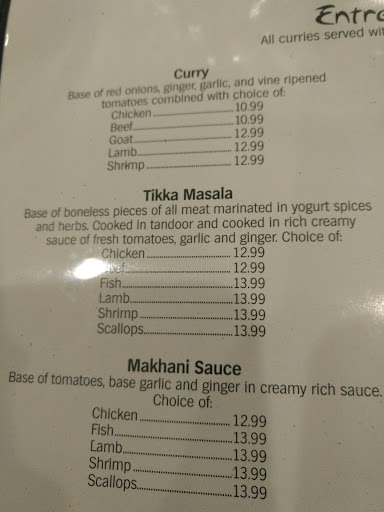 Entr
All curries served wit
Curry
Base of red onions, ginger, garlic, and vine ripened
tomatoes combined with choice of:
Chicken 10.99
Beef 10.99
Goat 12.99
Lamb 12.99
Shrimp 12.99
Tikka Masala
Base of boneless pieces of all meat marinated in yogurt spices
and herbs. Cooked in tandoor and cooked in rich creamy
sauce of fresh tomatoes, garlic and ginger. Choice of:
Chicken 12.99
12.99
Fish 13.99
Lamb 13.99
Shrimp 13.99
Scallops 13.99
Makhani Sauce
Base of tomatoes, base garlic and ginger in creamy rich sauce.
Choice of:
Chicken 12.99
Fish 13.99
Lamb 13.99
Shrimp 13.99
Scallops 13.99